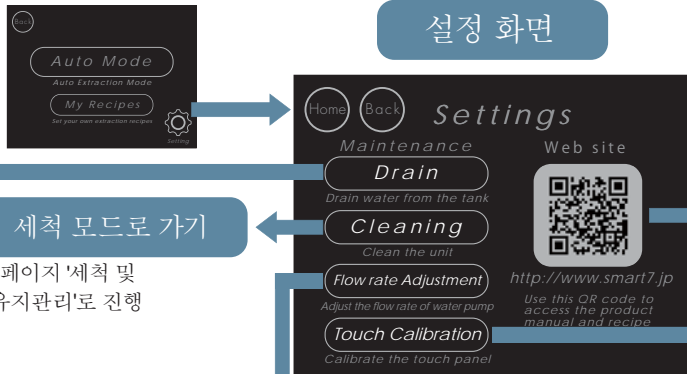 설정 화면
Back
Auto Mode
Auto Extraction Mode
My Recipes
Set your own extraction recipes
Setting
Home
Back
Settings
Maintenance
Web site
Drain
Drain water from the tank
Cleaning
Clean the unit
세척 모드로 가기
페이지 '세척 및
유지관리'로 진행
Flow rate Adjustment
Adjust the flow rate of water pump
Touch Calibration
Calibrate the touch panel
http://www.smart7.jp
Use this QR code to
access the product
manual and recipe